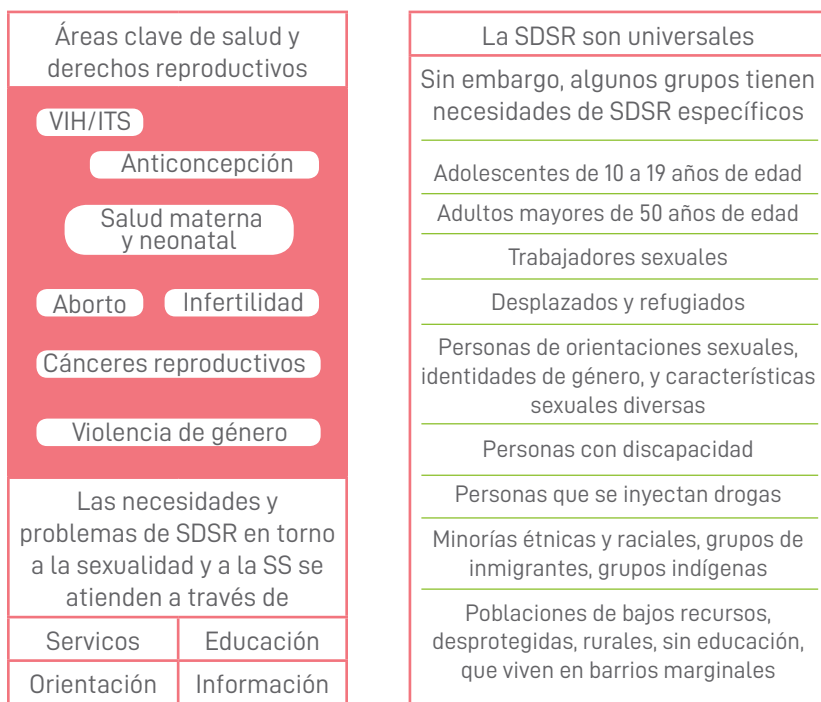 Áreas clave de salud y
derechos reproductivos
VIH/ITS
Anticoncepción
Salud materna
y neonatal
Aborto
Infertilidad
Cánceres reproductivos
Violencia de género
Las necesidades y
problemas de SDSR en torno
a la sexualidad y a la SS se
atienden a través de
Servicos
Educación
Orientación
Información
La SDSR son universales
Sin embargo, algunos grupos tienen
necesidades de SDSR específicos
Adolescentes de 10 a 19 años de edad
Adultos mayores de 50 años de edad
Trabajadores sexuales
Desplazados y refugiados
Personas de orientaciones sexuales,
identidades de género, y características
sexuales diversas
Personas con discapacidad
Personas que se inyectan drogas
Minorías étnicas y raciales, grupos de
inmigrantes, grupos indígenas
Poblaciones de bajos recursos,
desprotegidas, rurales, sin educación,
que viven en barrios marginales